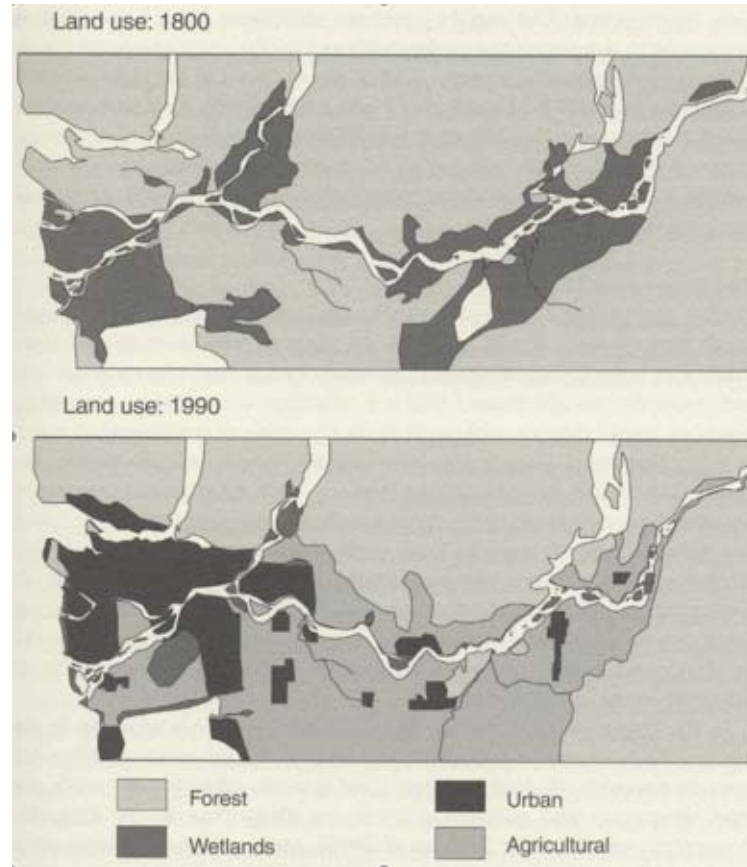 Land use: 1800
Land use: 1990
Forest
Urban
Wetlands
Agricultural